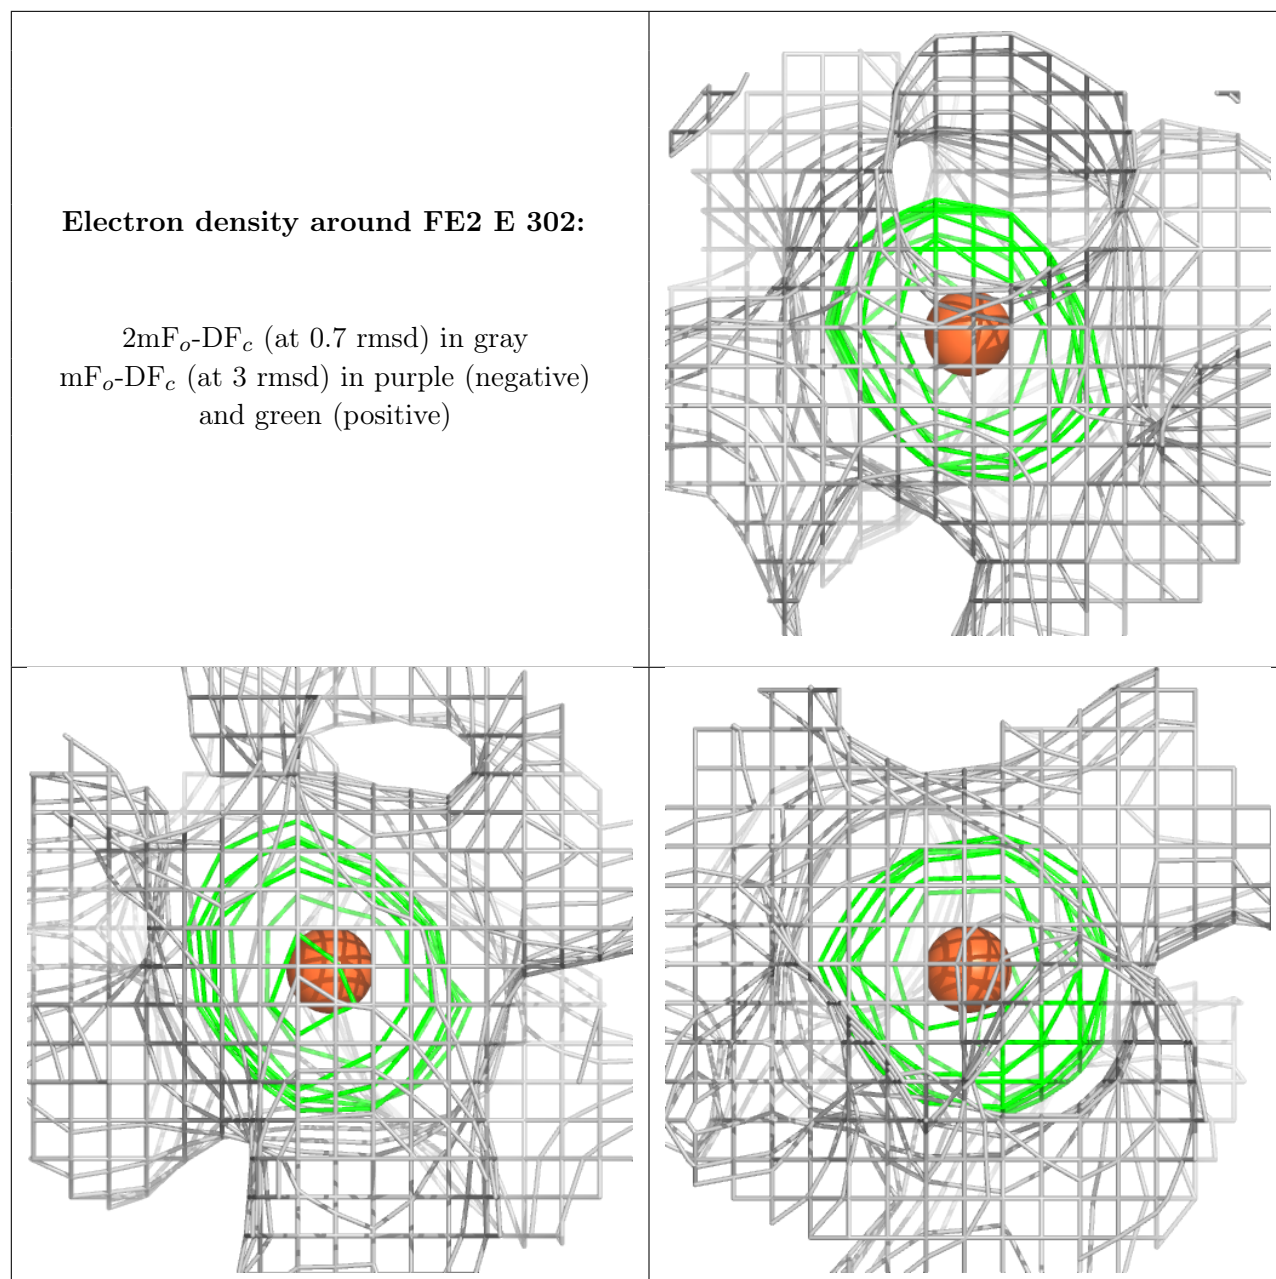 Electron density around FE2 E 302:
2mFo-DFc (at 0.7 rmsd) in gray
mFo-DFc (at 3 rmsd) in purple (negative)
and green (positive)